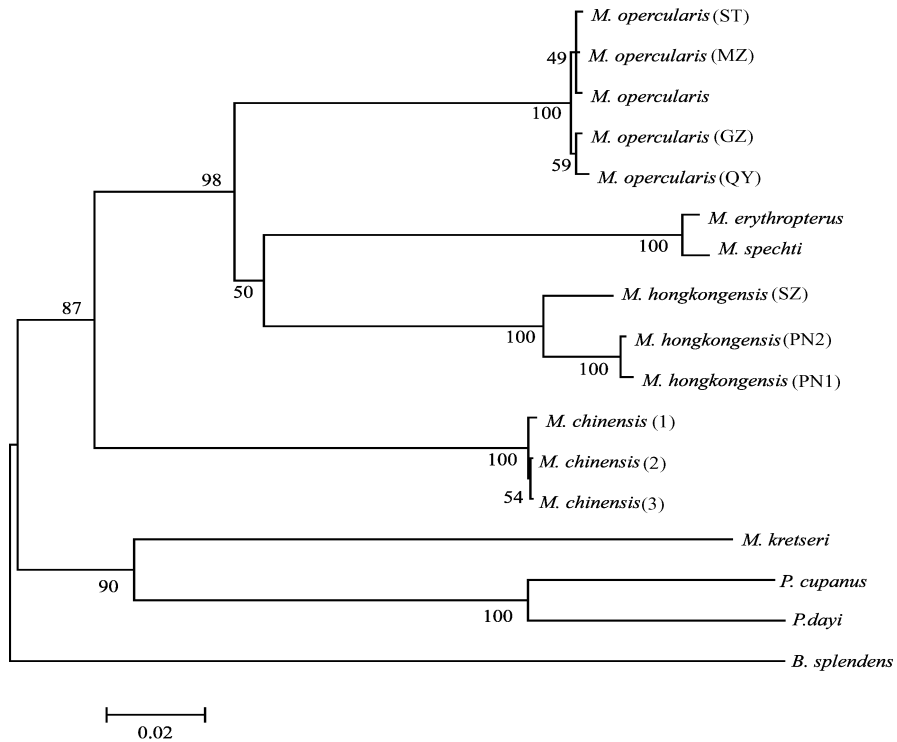 M. opercularis (ST)
49
M. opercularis (MZ)
M. opercularis
100
M. opercularis (GZ)
59
M. opercularis (QY)
98
M. erythropterus
100
M. spechti
50
M. hongkongensis (SZ)
87
100
M. hongkongensis (PN2)
100
M. hongkongensis (PN1)
M. chinensis (1)
100
M. chinensis (2)
54
M. chinensis (3)
M. kretseri
90
P. cupanus
100
P.dayi
B. splendens
0.02